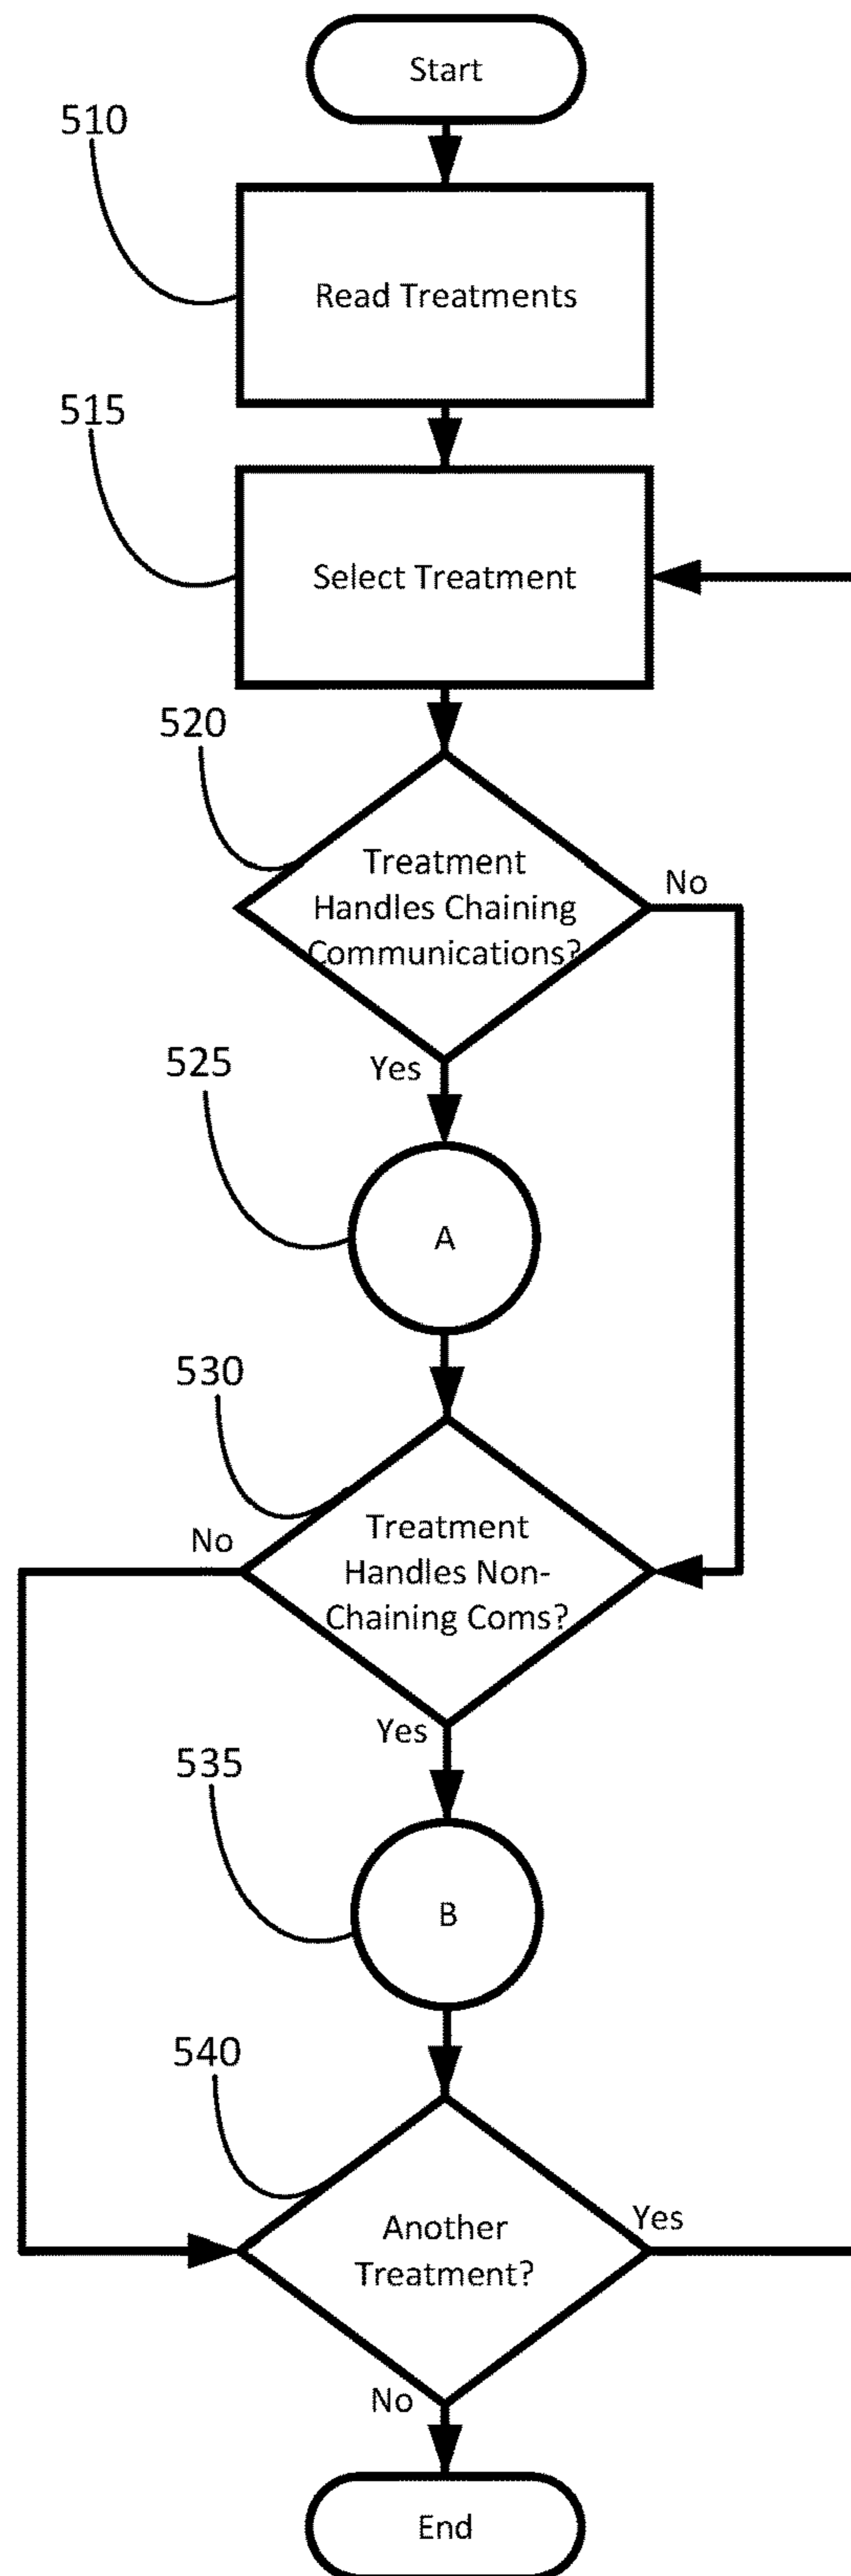 Start
510
Read Treatments
515
Select Treatment
520
Treatment
Handles Chaining
Communications?
No
Yes
525
A
530
Treatment
Handles Non-
Chaining Coms?
No
Yes
535
B
540
Another
Treatment?
Yes
No
End